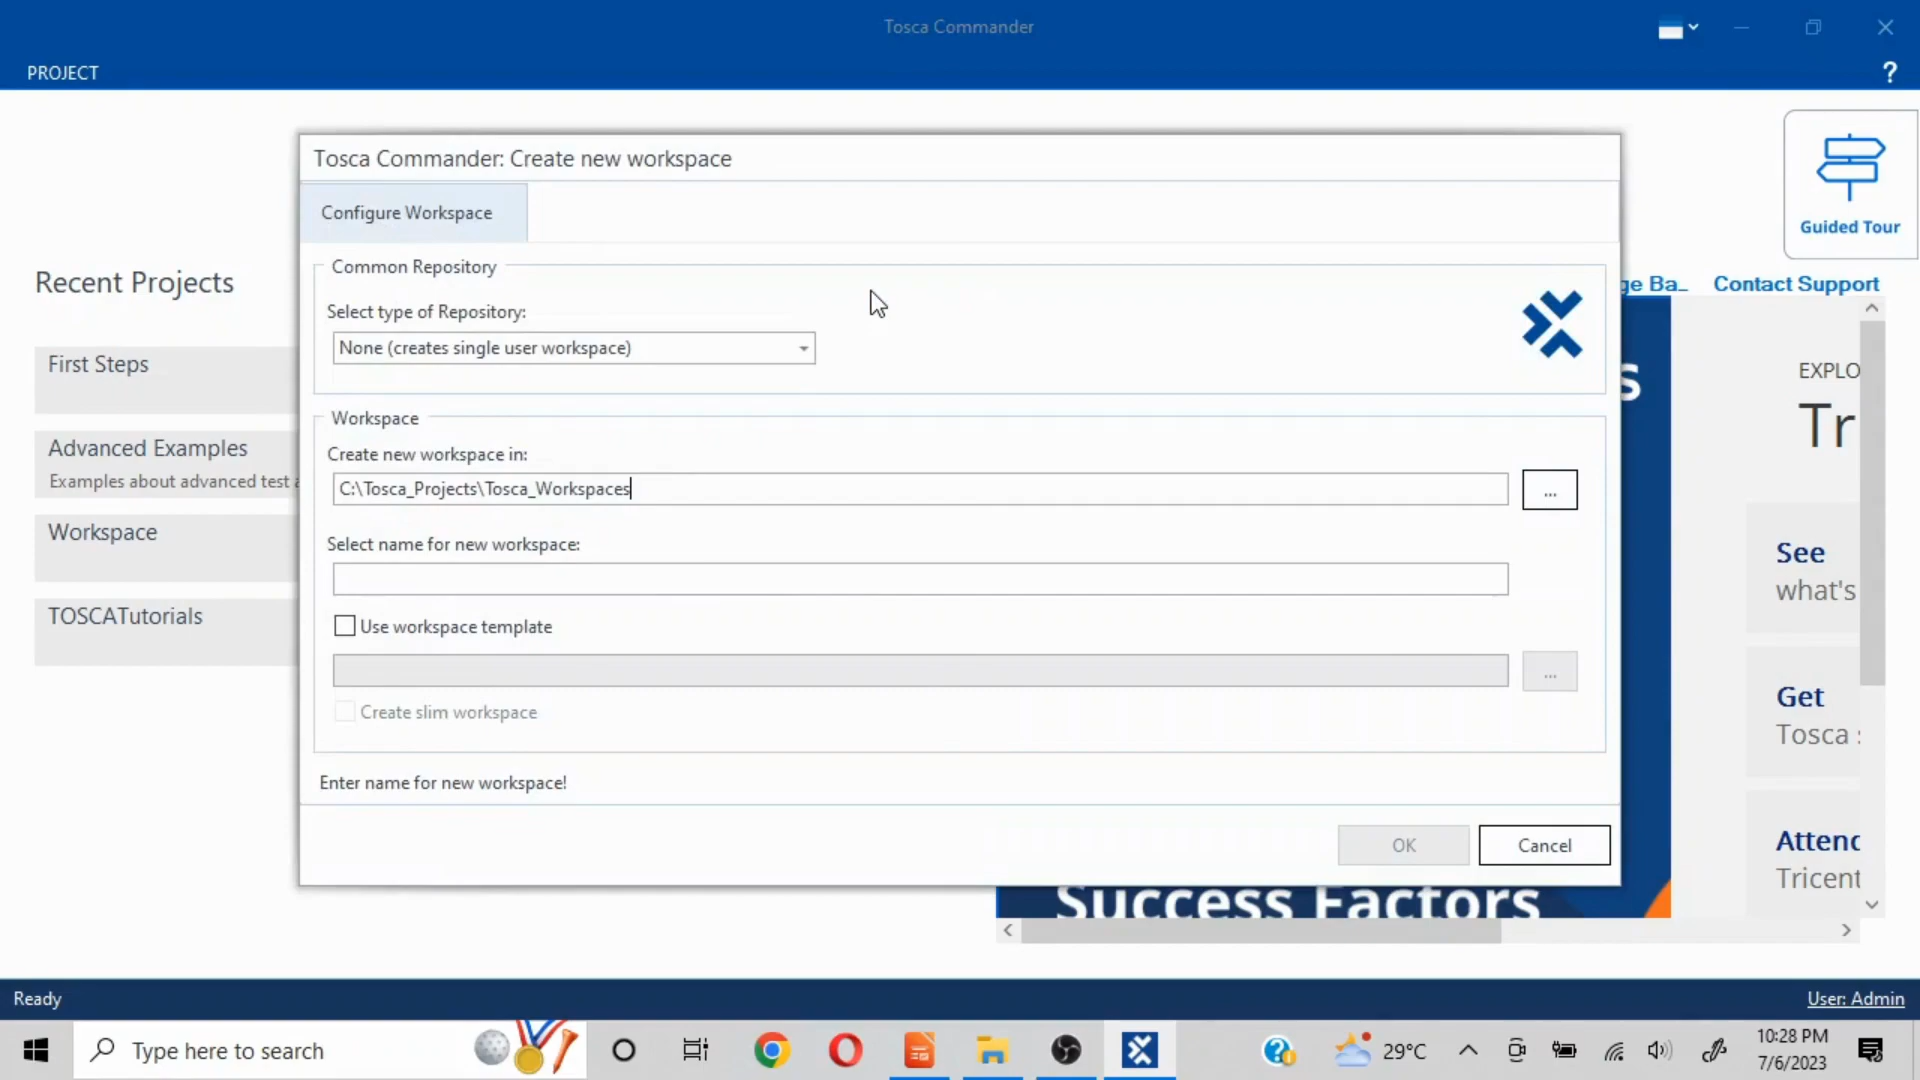 Tosca Commander
PROJECT
?
Tosca Commander: Create new workspace
Configure Workspace
Guided Tour
Common Repository
Recent Projects
ge Ba_ Contact Support
Select type of Repository:
None (creates single user workspace)
First Steps
EXPLO
Tr
Workspace
Advanced Examples
Examples about advanced test
Create new workspace in:
C:\Tosca_Projects\Tosca_Workspaces
...
Workspace
Select name for new workspace:
See
what's
TOSCATutorials
Use workspace template
...
Create slim workspace
Get
Tosca
Enter name for new workspace!
OK
Cancel
Attend
Tricent
Success Factors
Ready
User: Admin
Type here to search
29°C
10:28 PM
7/6/2023